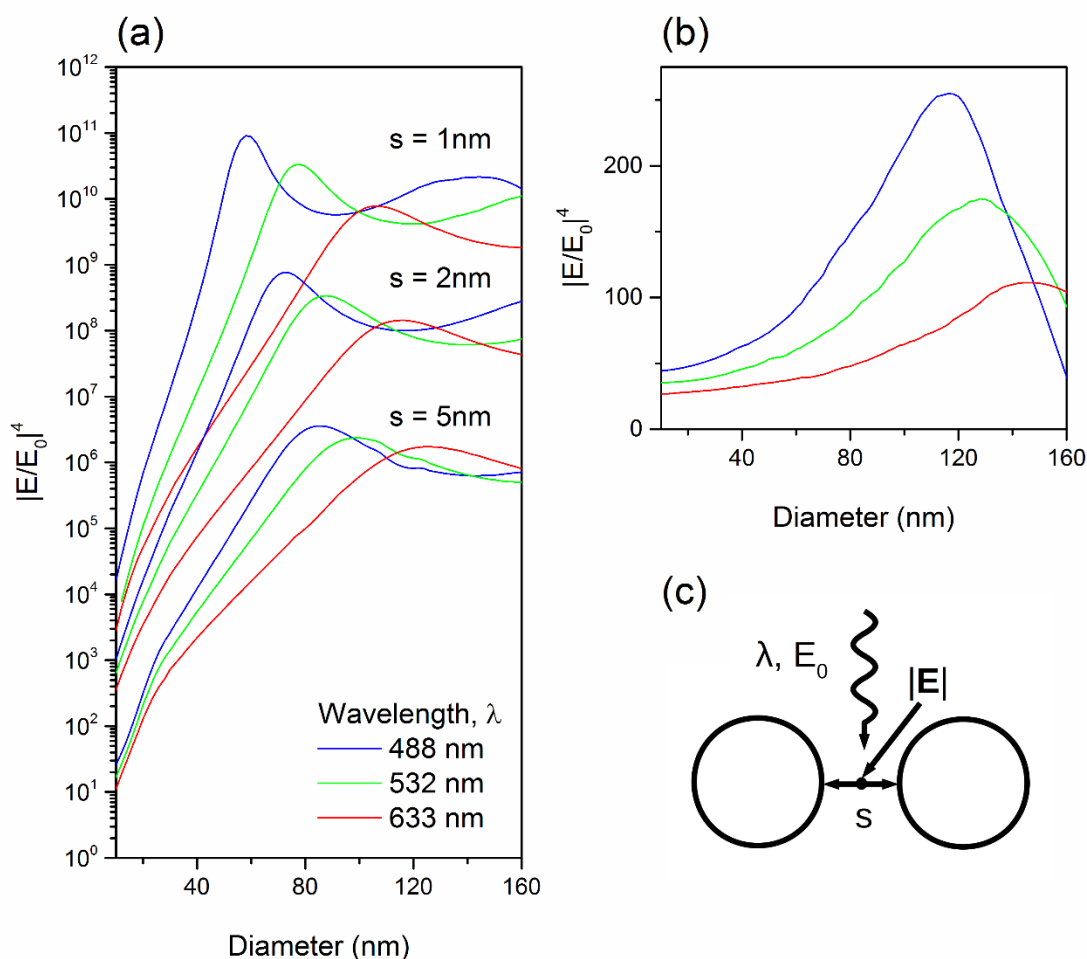 (a)
10¹²
10¹¹
10¹⁰
10⁹
10⁸
10⁷
10⁶
10⁵
10⁴
10³
10²
10¹
10⁰
|E/E₀|⁴
s = 1nm
s = 2nm
s = 5nm
Wavelength, λ
488 nm
532 nm
633 nm
40 80 120 160
Diameter (nm)
(b)
|E/E₀|⁴
200
100
0
40 80 120 160
Diameter (nm)
(c)
λ, E₀
|E|
s